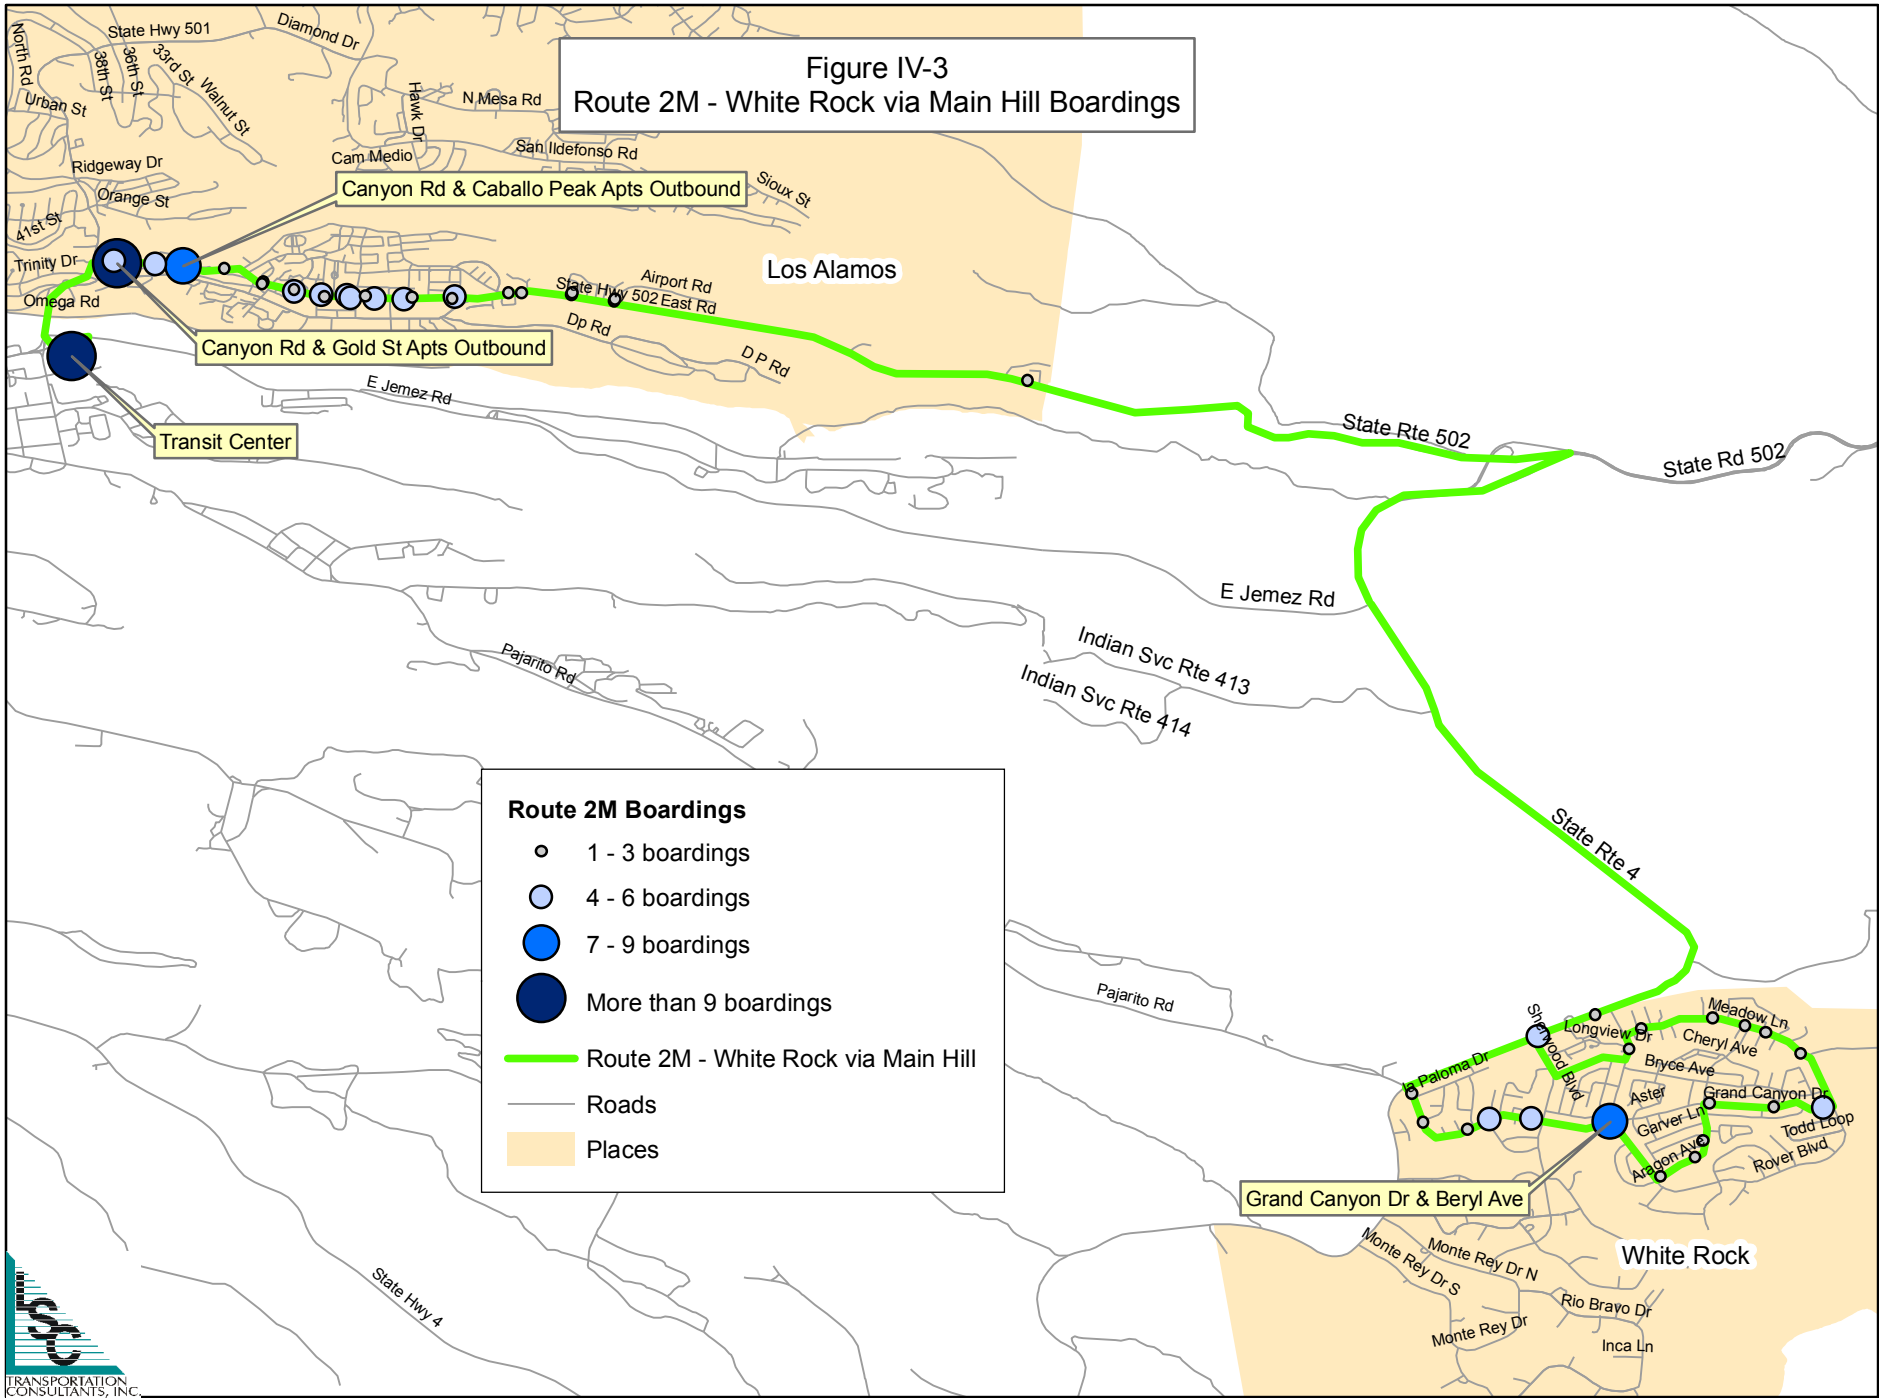 Figure IV-3
Route 2M - White Rock via Main Hill Boardings
State Hwy 501
Diamond Dr
North Rd
38th St
36th St
33rd St
Walnut St
Urban St
Hawk Dr
N Mesa Rd
Ridgeway Dr
Cam Medio
San Ildefonso Rd
Orange St
Canyon Rd & Caballo Peak Apts Outbound
Sioux St
41st St
Trinity Dr
Los Alamos
Airport Rd
State Hwy 502
East Rd
Omega Rd
Dp Rd
Canyon Rd & Gold St Apts Outbound
D P Rd
E Jemez Rd
Transit Center
State Rte 502
State Rd 502
E Jemez Rd
Indian Svc Rte 413
Indian Svc Rte 414
Pajarito Rd
Route 2M Boardings
1 - 3 boardings
4 - 6 boardings
7 - 9 boardings
More than 9 boardings
Route 2M - White Rock via Main Hill
Roads
Places
State Rte 4
Pajarito Rd
Sherwood Blvd
Longview Dr
Meadow Ln
Cheryl Ave
Bryce Ave
la Paloma Dr
Aster
Grand Canyon Dr
Garver Ln
Todd Loop
Aragon Ave
Rover Blvd
Grand Canyon Dr & Beryl Ave
White Rock
Monte Rey Dr S
Monte Rey Dr N
Rio Bravo Dr
Monte Rey Dr
Inca Ln
State Hwy 4
LSC
TRANSPORTATION
CONSULTANTS, INC.